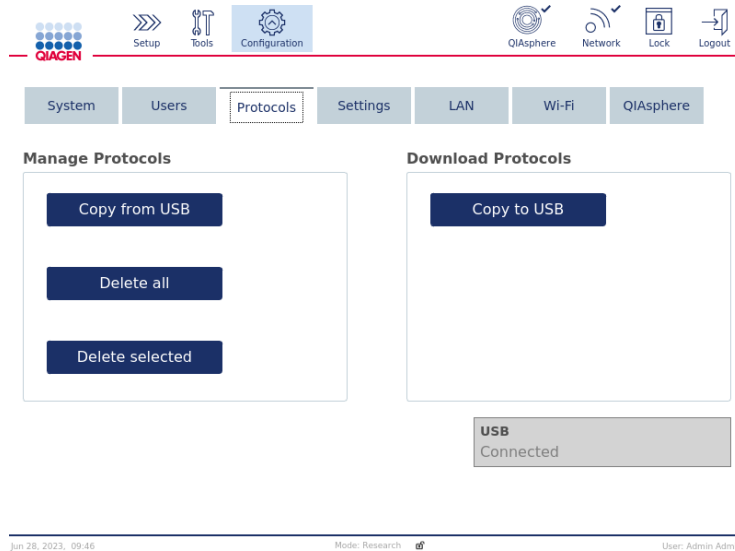 QIAGEN
Setup
Tools
Configuration
QIAsphere
Network
Lock
Logout
System
Users
Protocols
Settings
LAN
Wi-Fi
QIAsphere
Manage Protocols
Download Protocols
Copy from USB
Copy to USB
Delete all
Delete selected
USB
Connected
Jun 28, 2023, 09:46
Mode: Research
User: Admin Adm